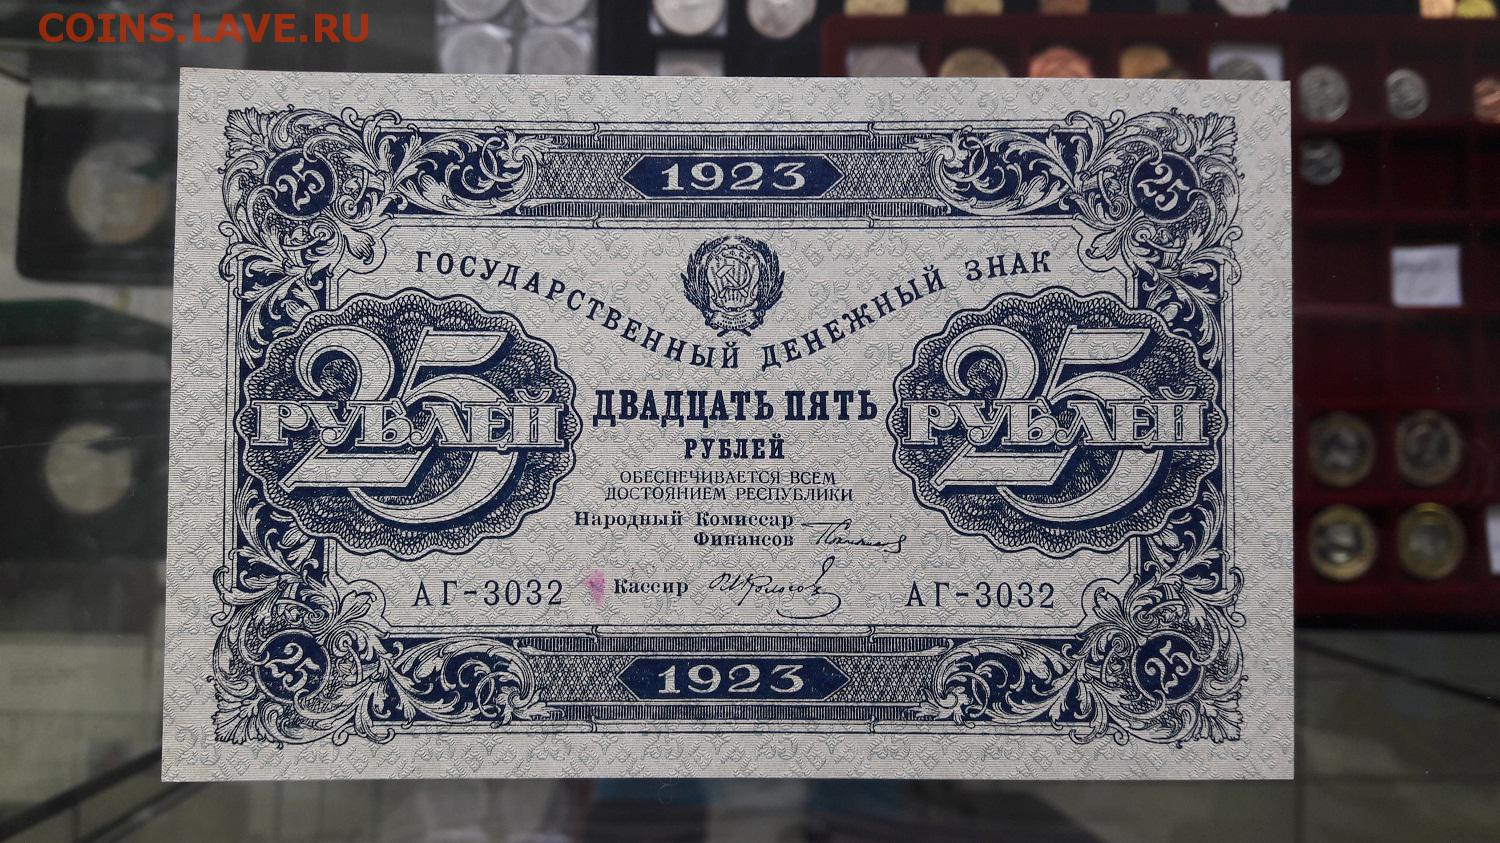 COINS.LAVE.RU
25 1923 25
ГОСУДАРСТВЕННЫЙ ДЕНЕЖНЫЙ ЗНАК
25 РУБЛЕЙ
ДВАДЦАТЬ ПЯТЬ
РУБЛЕЙ
25 РУБЛЕЙ
ОБЕСПЕЧИВАЕТСЯ ВСЕМ
ДОСТОЯНИЕМ РЕСПУБЛИКИ
Народный Комиссар
Финансов
АГ-3032 Кассир АГ-3032
25 1923 25